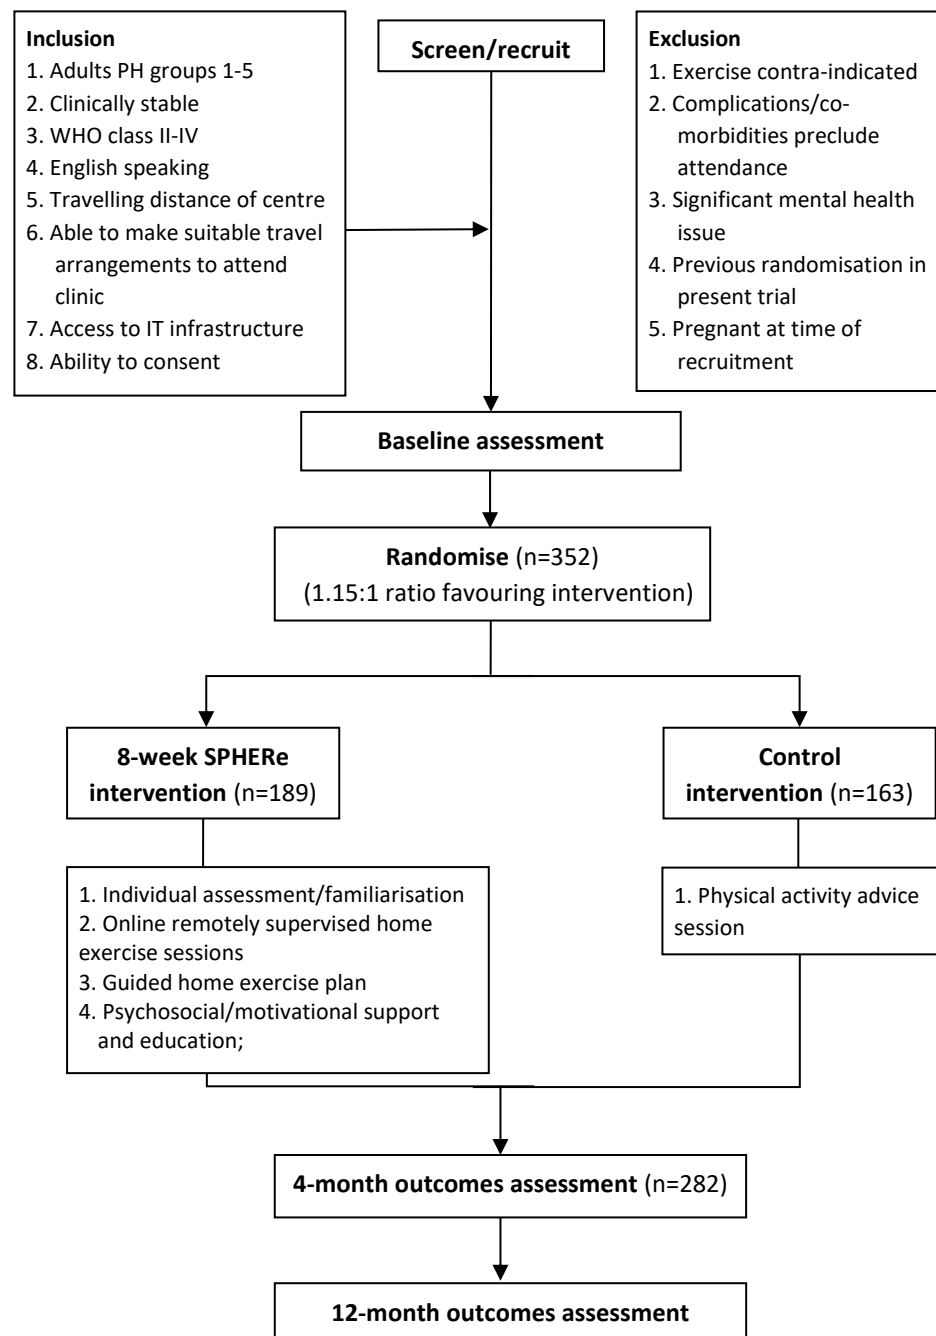 Inclusion
1. Adults PH groups 1-5
2. Clinically stable
3. WHO class II-IV
4. English speaking
5. Travelling distance of centre
6. Able to make suitable travel
arrangements to attend
clinic
7. Access to IT infrastructure
8. Ability to consent
Screen/recruit
Exclusion
1. Exercise contra-indicated
2. Complications/co-
morbidities preclude
attendance
3. Significant mental health
issue
4. Previous randomisation in
present trial
5. Pregnant at time of
recruitment
Baseline assessment
Randomise (n=352)
(1.15:1 ratio favouring intervention)
8-week SPHERe
intervention (n=189)
Control
intervention (n=163)
1. Individual assessment/familiarisation
2. Online remotely supervised home
exercise sessions
3. Guided home exercise plan
4. Psychosocial/motivational support
and education;
1. Physical activity advice
session
4-month outcomes assessment (n=282)
12-month outcomes assessment